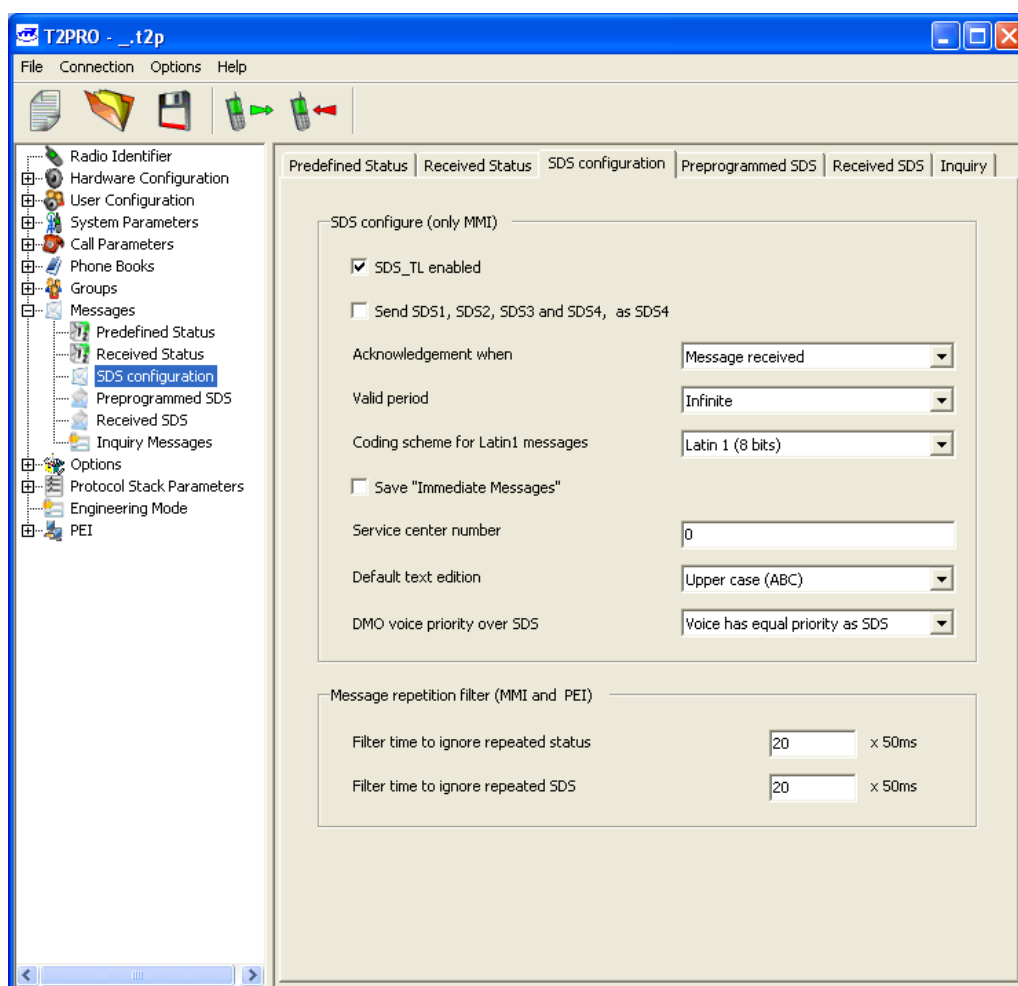 T2PRO - _.t2p
File Connection Options Help
Radio Identifier
Hardware Configuration
User Configuration
System Parameters
Call Parameters
Phone Books
Groups
Messages
Predefined Status
Received Status
SDS configuration
Preprogrammed SDS
Received SDS
Inquiry Messages
Options
Protocol Stack Parameters
Engineering Mode
PEI
Predefined Status Received Status SDS configuration Preprogrammed SDS Received SDS Inquiry
SDS configure (only MMI)
SDS_TL enabled
Send SDS1, SDS2, SDS3 and SDS4, as SDS4
Acknowledgement when Message received
Valid period Infinite
Coding scheme for Latin1 messages Latin 1 (8 bits)
Save "Immediate Messages"
Service center number 0
Default text edition Upper case (ABC)
DMO voice priority over SDS Voice has equal priority as SDS
Message repetition filter (MMI and PEI)
Filter time to ignore repeated status 20 x 50ms
Filter time to ignore repeated SDS 20 x 50ms